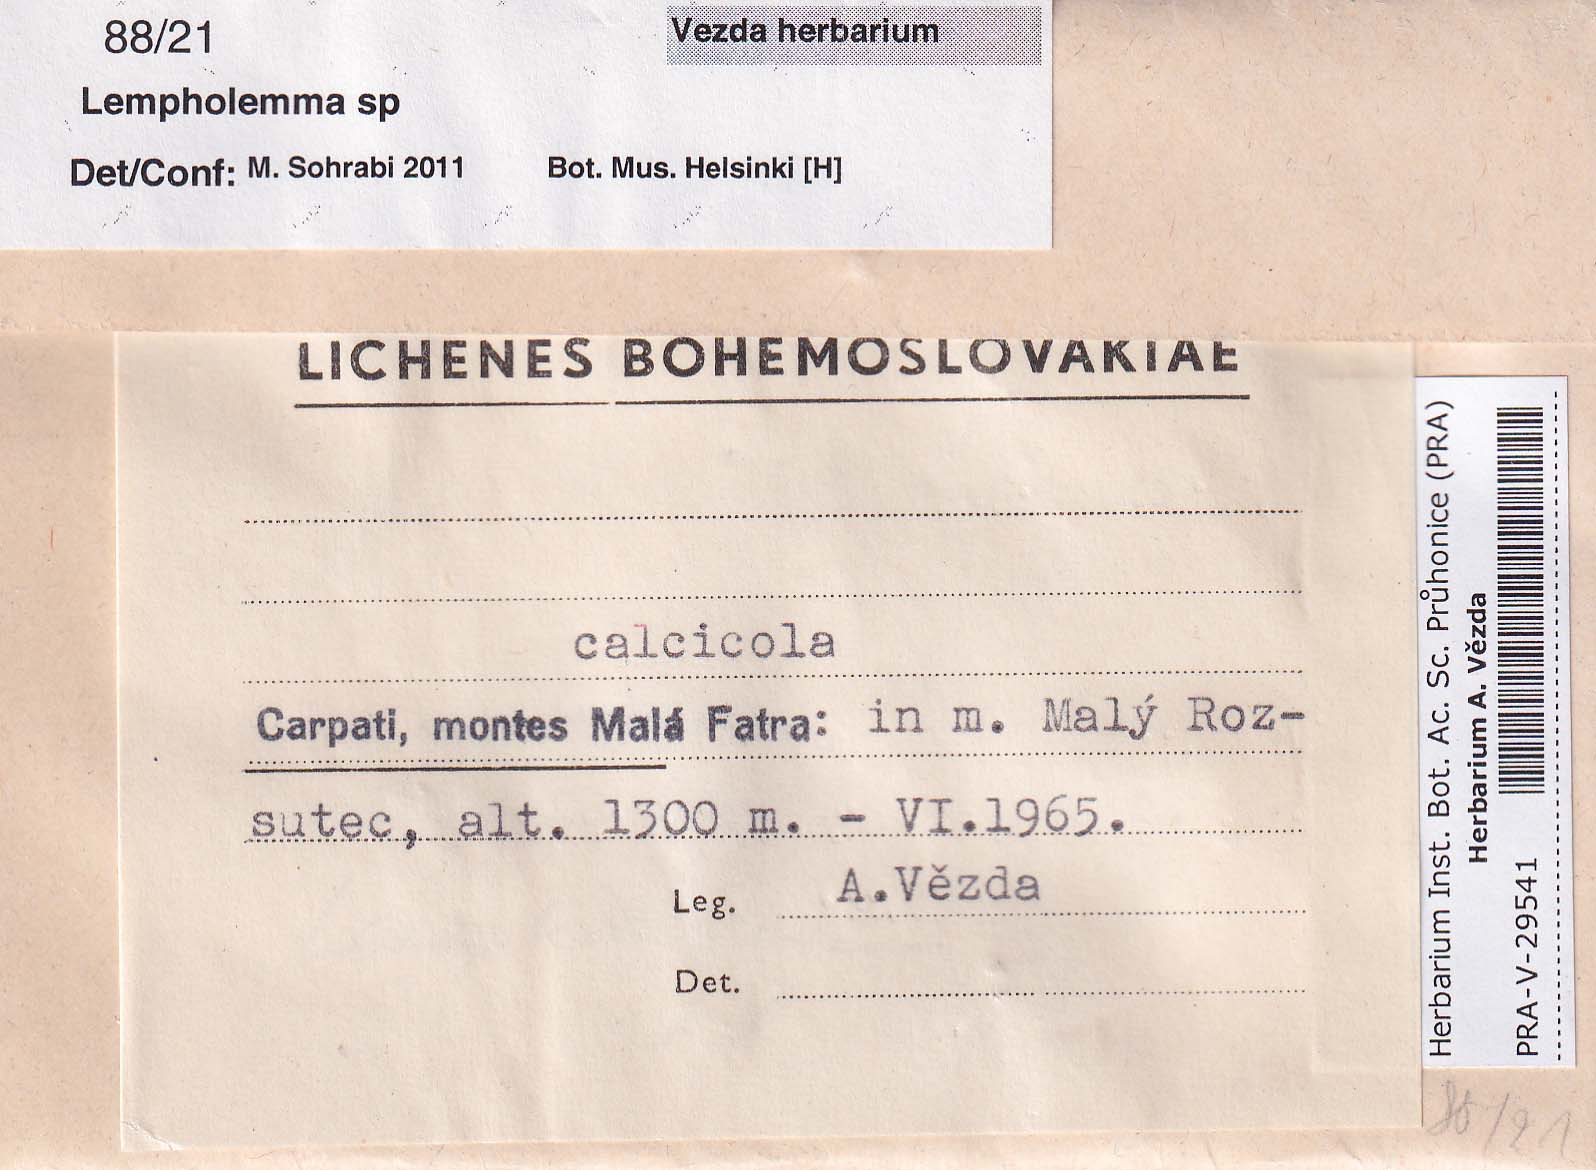 88/21
Vezda herbarium
Lempholemma sp
Det/Conf: M. Sohrabi 2011 Bot. Mus. Helsinki [H]
LICHENES BOHEMOSLOVAKIAE
calcicola
Carpati, montes Malá Fatra: in m. Malý Roz-
sutec, alt. 1300 m. - VI.1965.
Leg. A.Vězda
Det.
Herbarium Inst. Bot. Ac. Sc. Průhonice (PRA)
Herbarium A. Vězda
PRA-V-29541